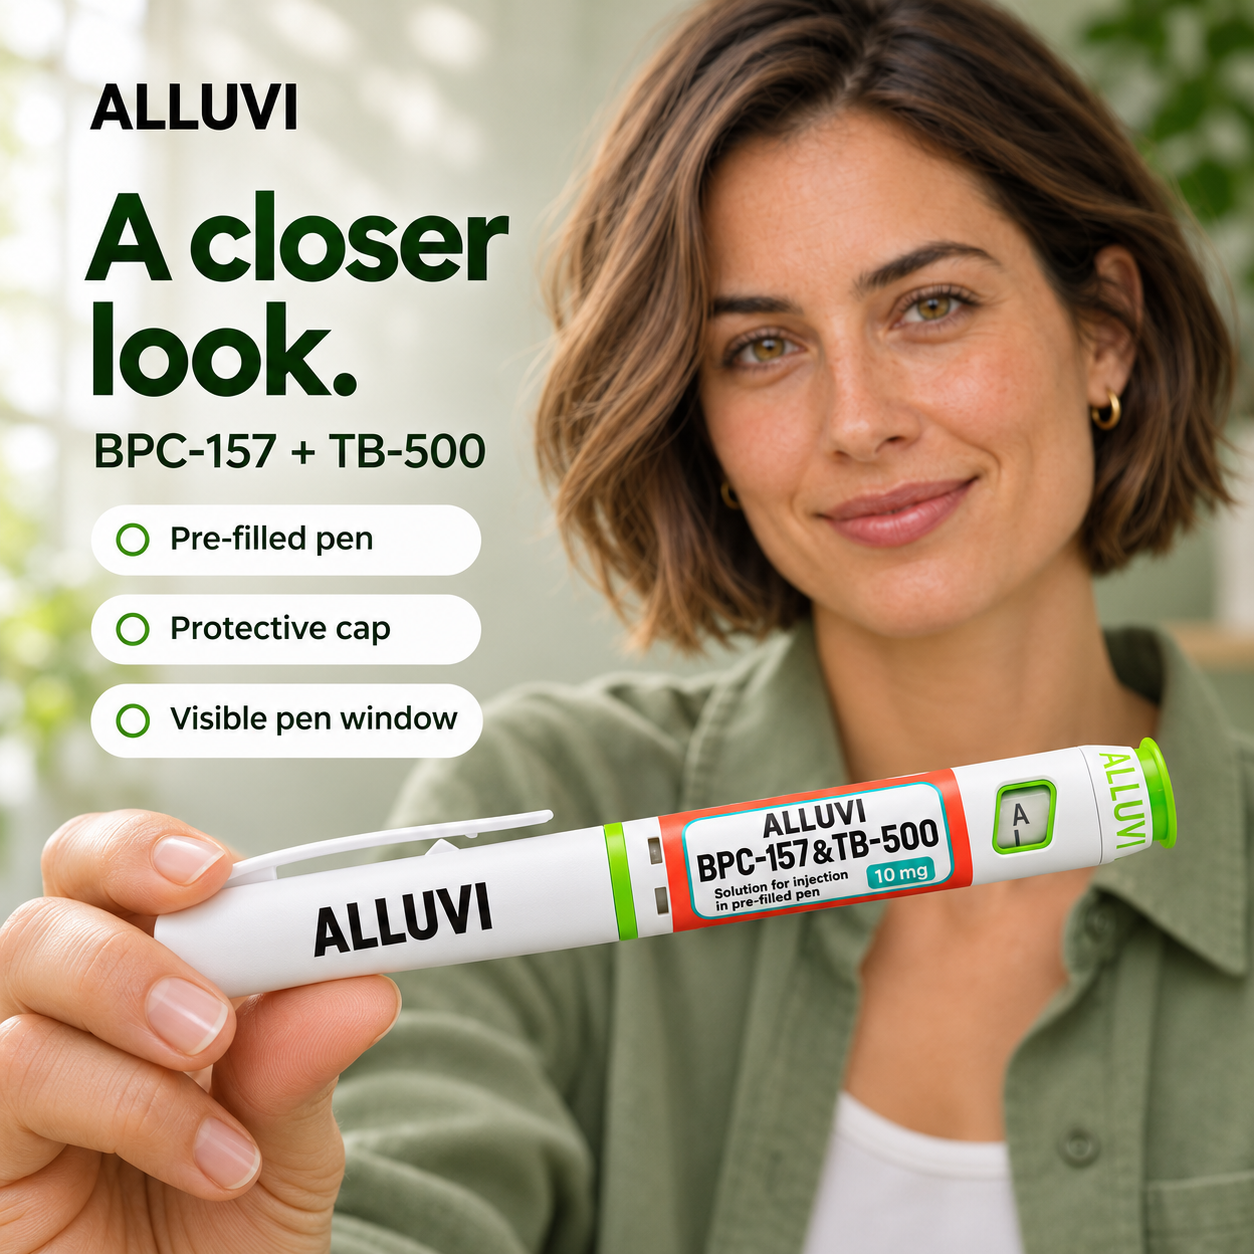 ALLUVI
A closer
look.
BPC-157 + TB-500
Pre-filled pen
Protective cap
Visible pen window
ALLUVI
ALLUVI
BPC-157&TB-500
Solution for injection
in pre-filled pen
10 mg
A
ALLUVI